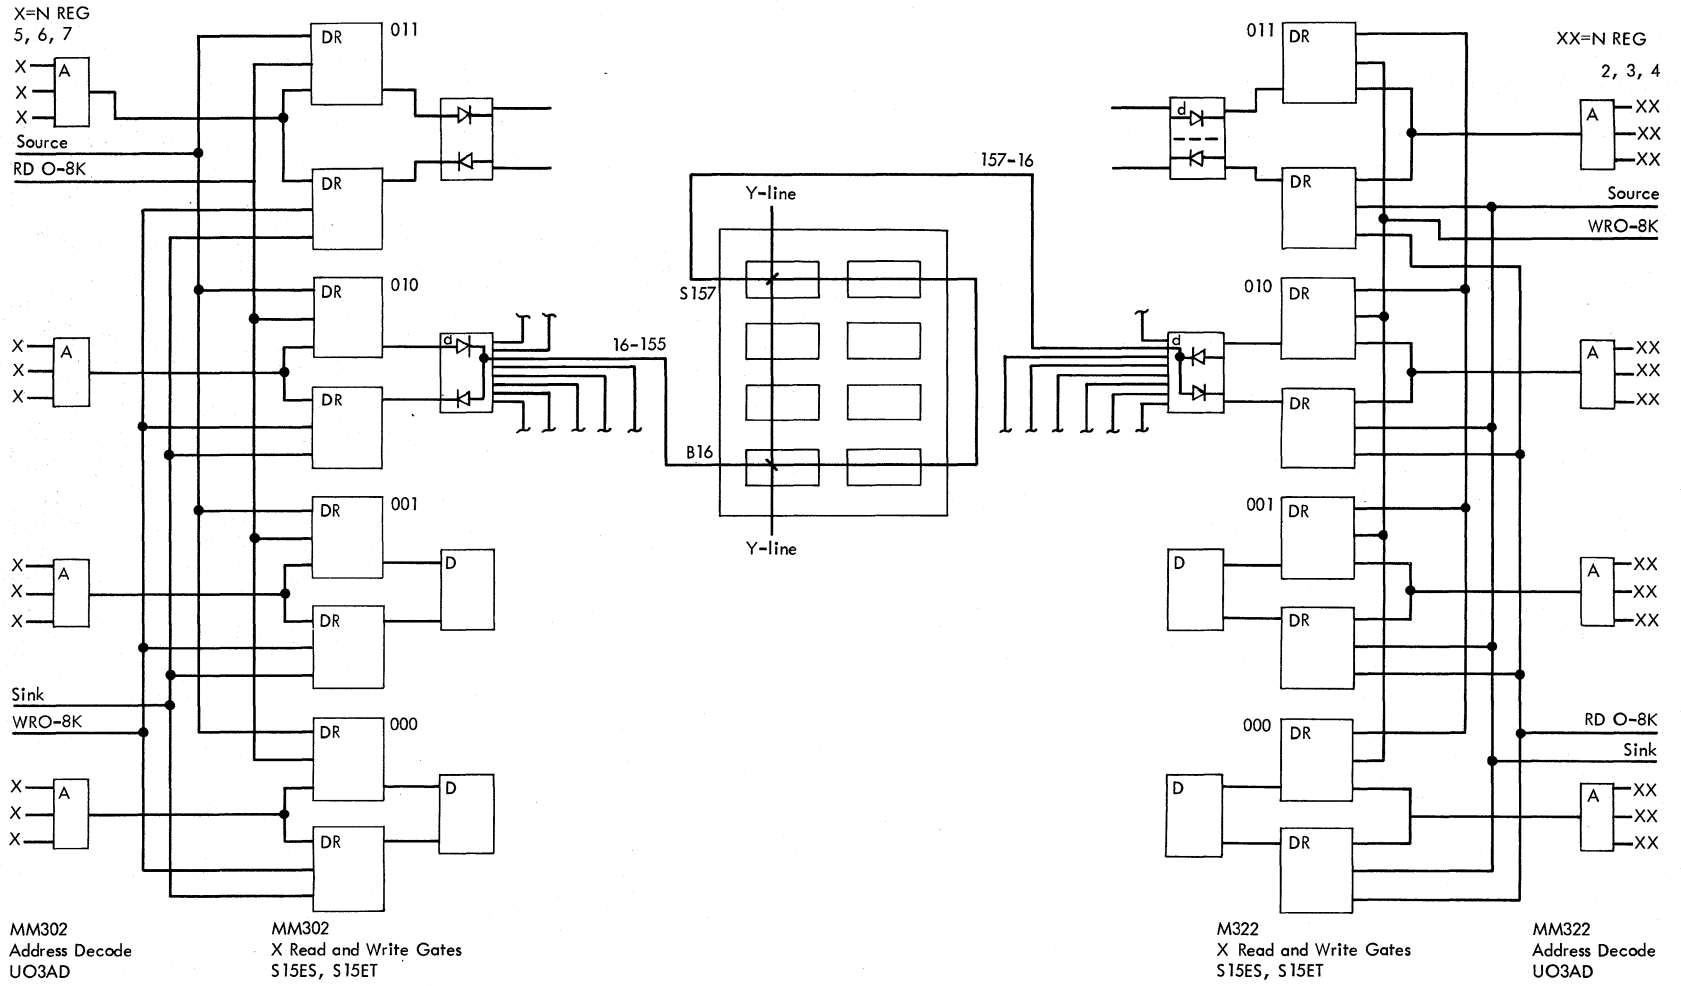 X=N REG
5, 6, 7
X
X
X
A
Source
RD O-8K
DR
011
DR
X
X
X
A
DR
010
DR
d
16-155
X
X
X
A
DR
001
DR
D
Sink
WRO-8K
X
X
X
A
DR
000
DR
D
MM302
Address Decode
UO3AD
MM302
X Read and Write Gates
S15ES, S15ET
Y-line
157-16
S157
B16
Y-line
011
DR
d
DR
XX=N REG
2, 3, 4
A
XX
XX
XX
Source
WRO-8K
010
DR
d
DR
A
XX
XX
XX
001
DR
D
DR
A
XX
XX
XX
RD O-8K
Sink
000
DR
D
DR
A
XX
XX
XX
M322
X Read and Write Gates
S15ES, S15ET
MM322
Address Decode
UO3AD